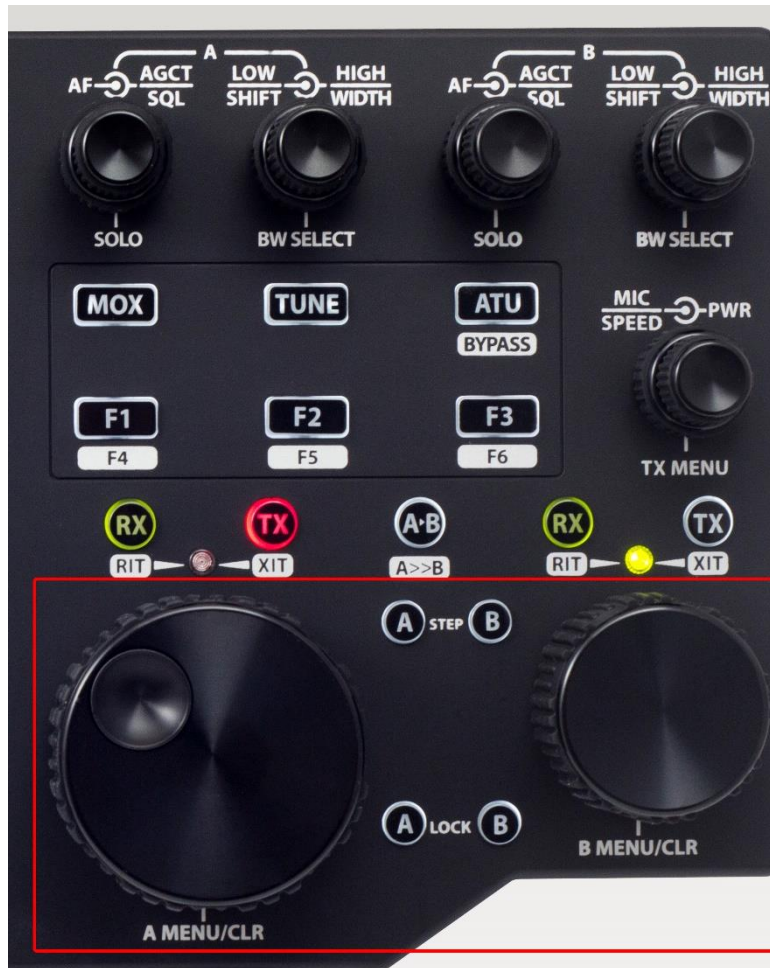 A
B
AF AGCT LOW HIGH AF AGCT LOW HIGH
SQL SHIFT WIDTH SQL SHIFT WIDTH
SOLO BW SELECT SOLO BW SELECT
MOX TUNE ATU
BYPASS
MIC
SPEED PWR
F1 F2 F3
F4 F5 F6
TX MENU
RX TX A▸B RX TX
RIT XIT A>>B RIT XIT
A STEP B
A LOCK B
B MENU/CLR
A MENU/CLR